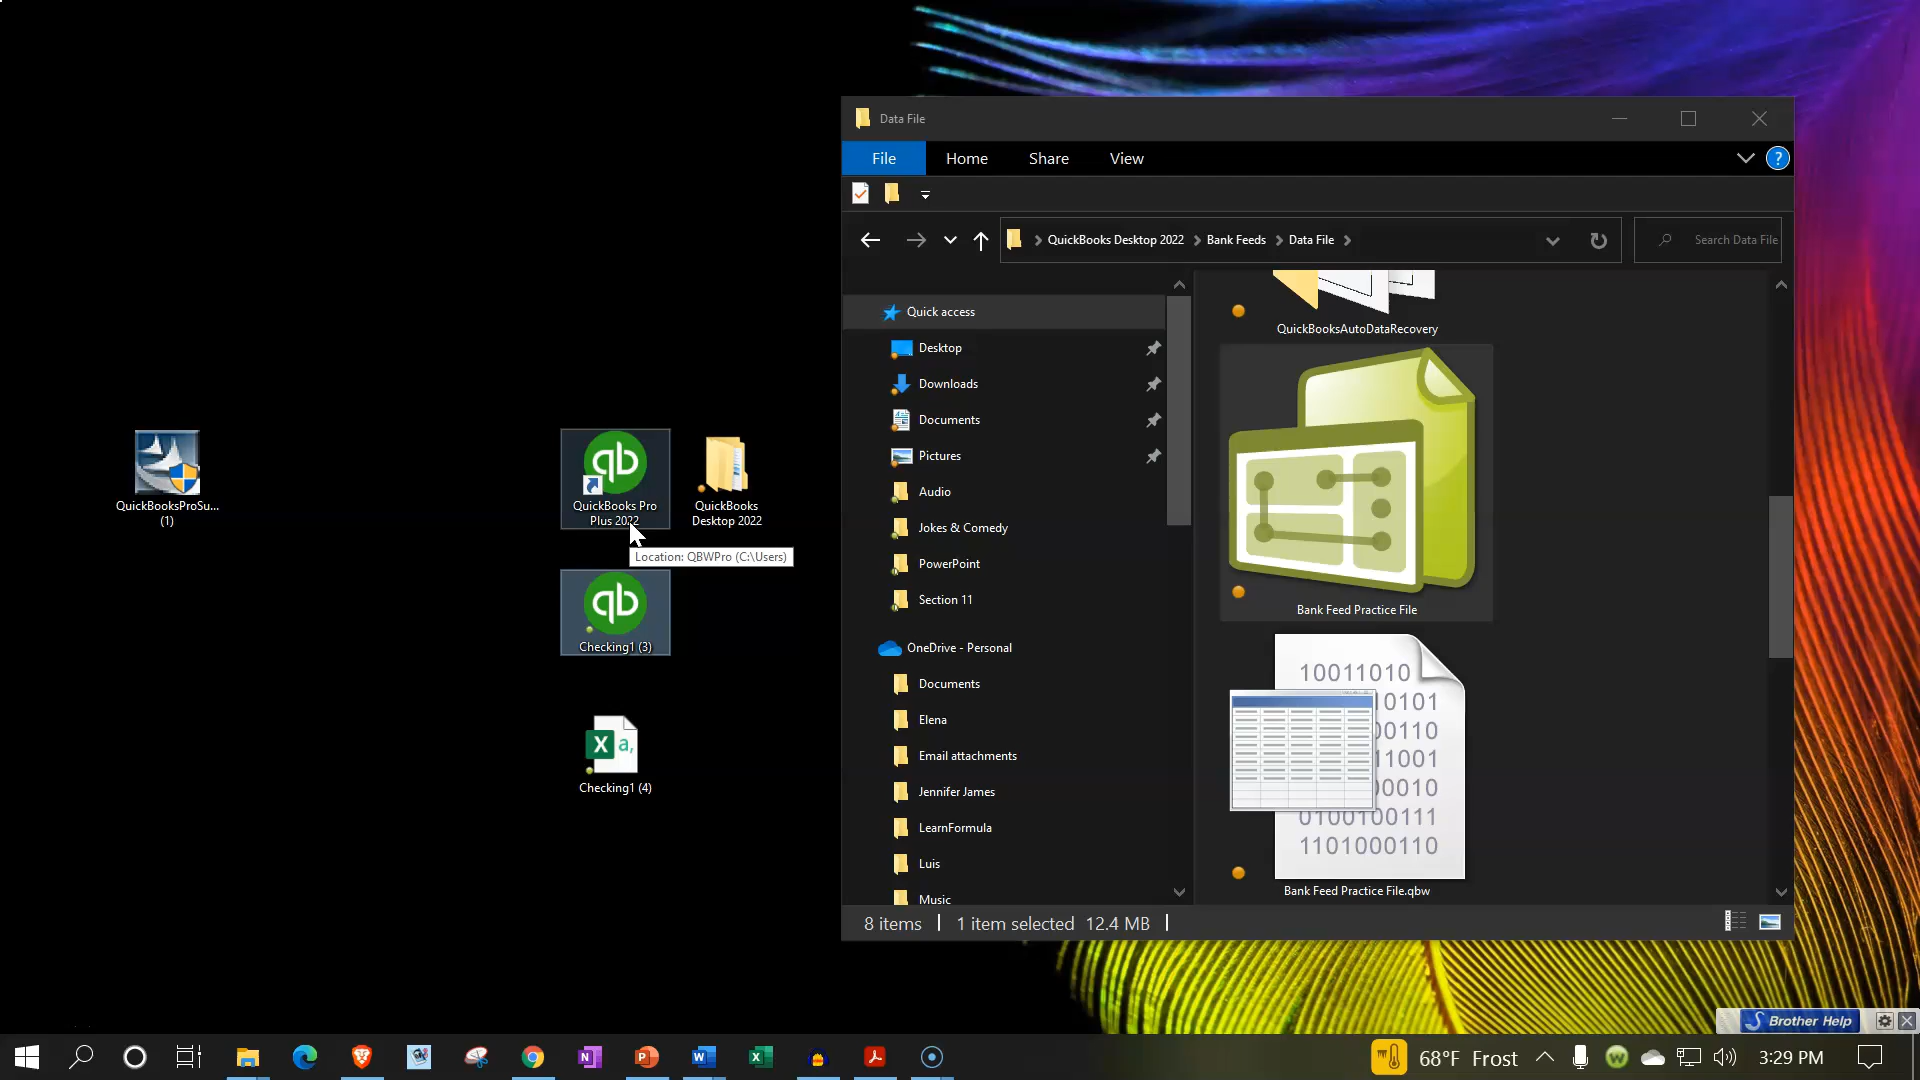 Data File
File
Home
Share
View
?
QuickBooks Desktop 2022
Bank Feeds
Data File
Search Data File
Quick access
Desktop
Downloads
Documents
Pictures
Audio
Jokes & Comedy
PowerPoint
Section 11
OneDrive - Personal
Documents
Elena
Email attachments
Jennifer James
LearnFormula
Luis
Music
QuickBooksAutoDataRecovery
Bank Feed Practice File
10011010
10101
00110
11001
00010
0100100111
1101000110
Bank Feed Practice File.qbw
8 items
1 item selected 12.4 MB
QuickBooksProSu...
(1)
qb
QuickBooks Pro
Plus 2022
QuickBooks
Desktop 2022
Location: QBWPro (C:\Users)
qb
Checking1 (3)
X a,
Checking1 (4)
Brother Help
N
P
W
X
68°F Frost
W
3:29 PM